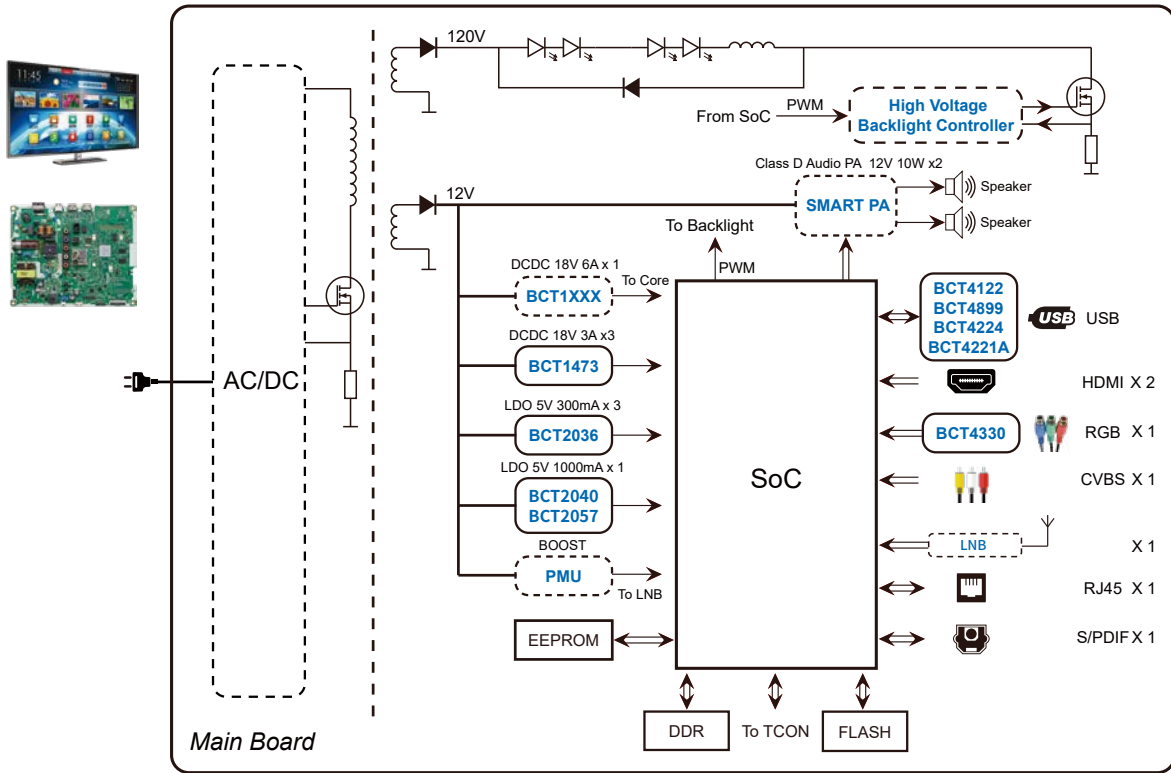 11:45
120V
From SoC
PWM
High Voltage
Backlight Controller
Class D Audio PA 12V 10W x2
12V
SMART PA
Speaker
Speaker
To Backlight
PWM
DCDC 18V 6A x 1
To Core
BCT1XXX
DCDC 18V 3A x3
BCT1473
LDO 5V 300mA x 3
BCT2036
LDO 5V 1000mA x 1
BCT2040
BCT2057
BOOST
PMU
To LNB
EEPROM
AC/DC
SoC
BCT4122
BCT4899
BCT4224
BCT4221A
USB USB
HDMI X 2
BCT4330
RGB X 1
CVBS X 1
LNB
X 1
RJ45 X 1
S/PDIF X 1
DDR
To TCON
FLASH
Main Board